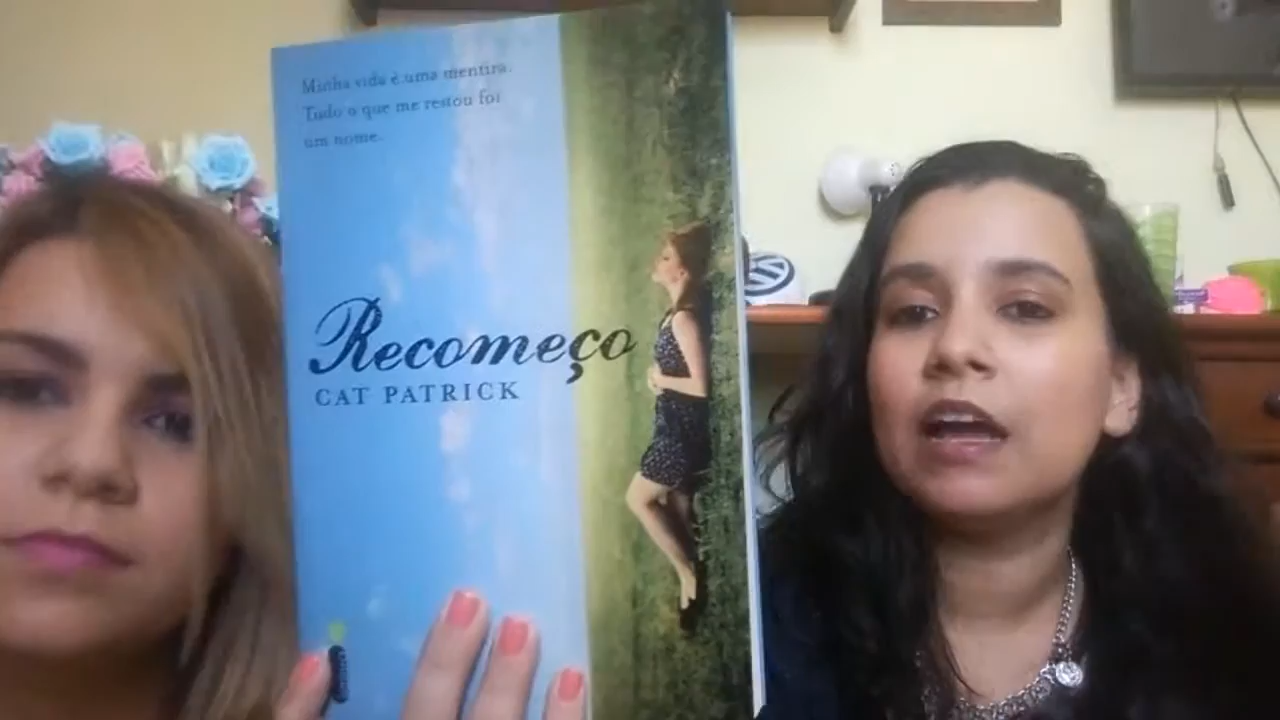 Minha vida é uma mentira.
Tudo o que me restou foi
um nome.
Recomeço
CAT PATRICK